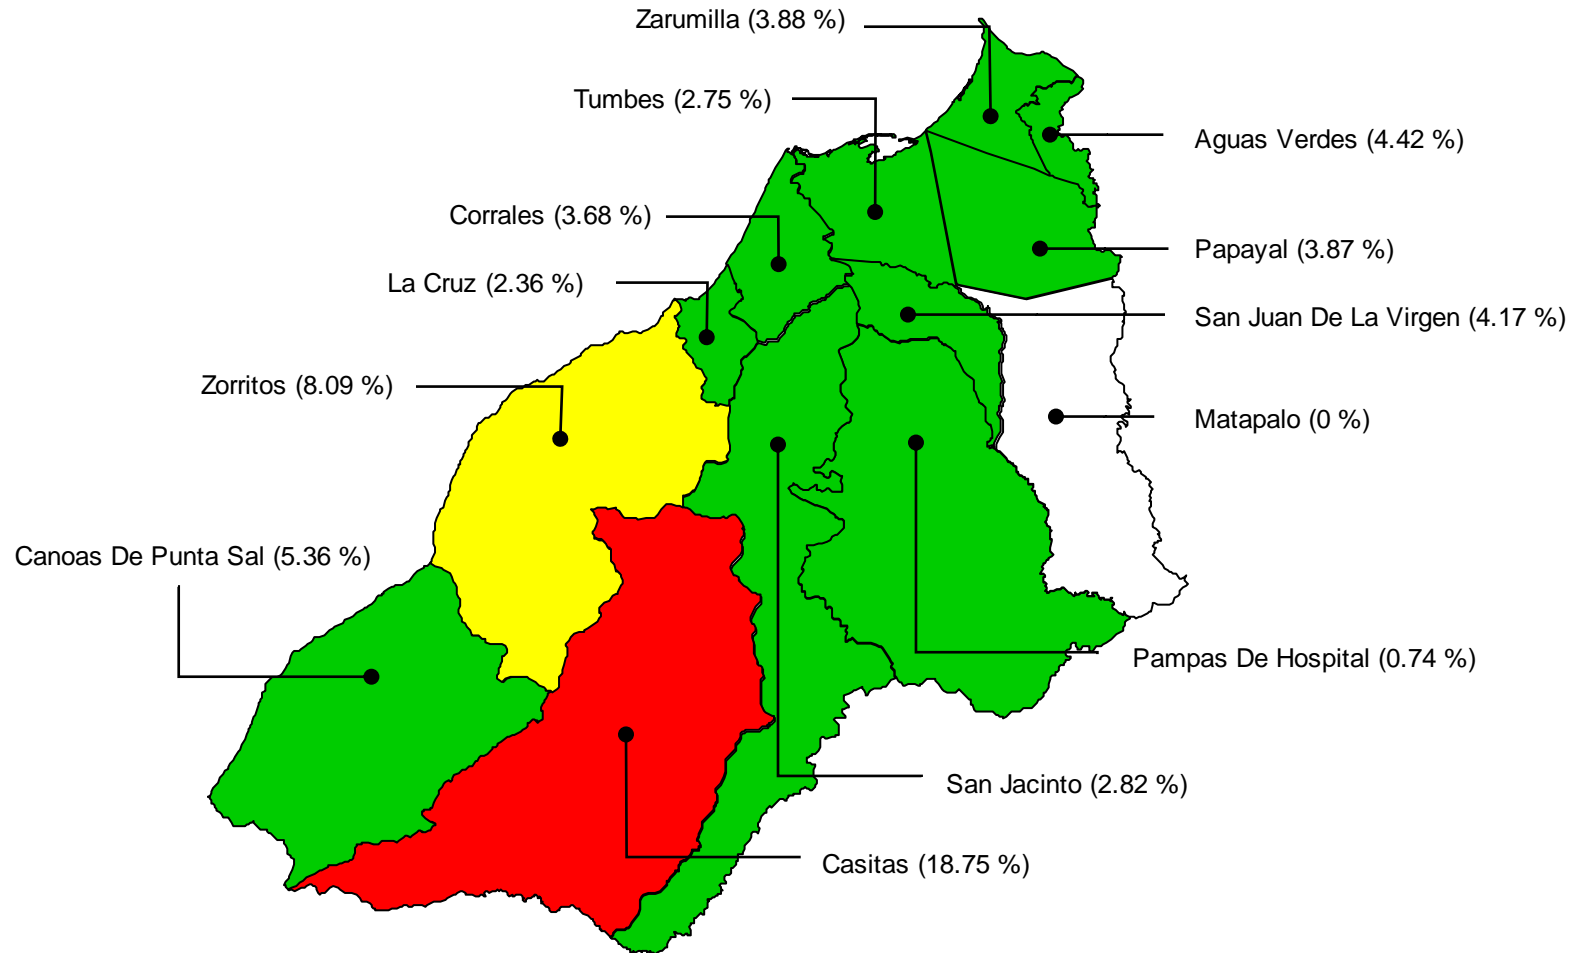 Zarumilla (3.88 %)
Tumbes (2.75 %)
Aguas Verdes (4.42 %)
Corrales (3.68 %)
Papayal (3.87 %)
La Cruz (2.36 %)
San Juan De La Virgen (4.17 %)
Zorritos (8.09 %)
Matapalo (0 %)
Canoas De Punta Sal (5.36 %)
Pampas De Hospital (0.74 %)
San Jacinto (2.82 %)
Casitas (18.75 %)